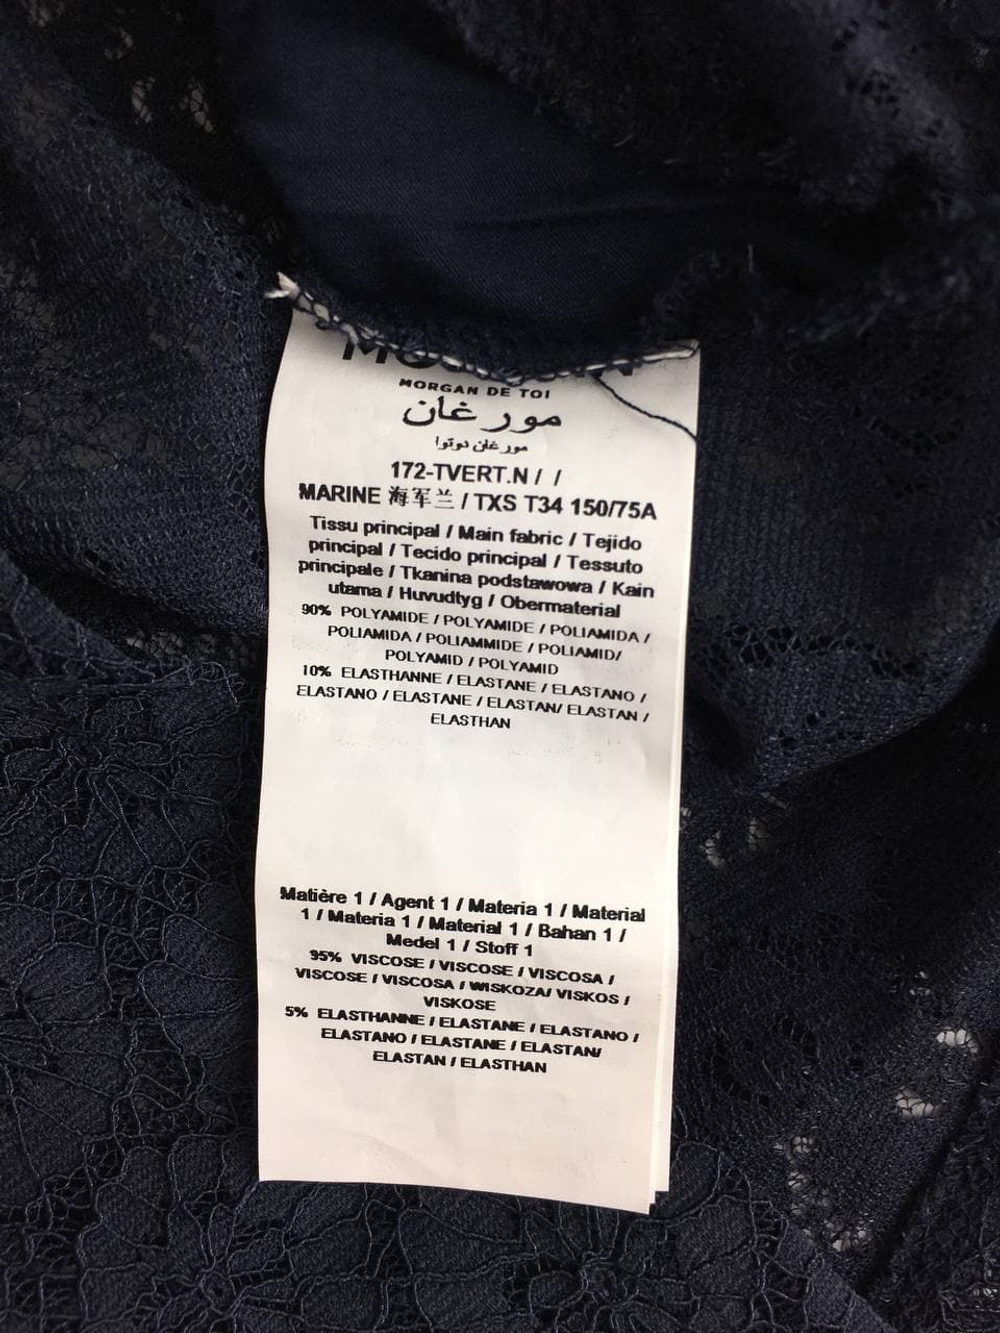 MORGAN DE TOI
مورغان
مورغان دوتوا
172-TVERT.N / /
MARINE 海军兰 / TXS T34 150/75A
Tissu principal / Main fabric / Tejido
principal / Tecido principal / Tessuto
principale / Tkanina podstawowa / Kain
utama / Huvudtyg / Obermaterial
90% POLYAMIDE / POLYAMIDE / POLIAMIDA /
POLIAMIDA / POLIAMMIDE / POLIAMID/
POLYAMID / POLYAMID
10% ELASTHANNE / ELASTANE / ELASTANO /
ELASTANO / ELASTANE / ELASTAN/ ELASTAN /
ELASTHAN
Matière 1 / Agent 1 / Materia 1 / Material
1 / Materia 1 / Material 1 / Bahan 1 /
Medel 1 / Stoff 1
95% VISCOSE / VISCOSE / VISCOSA /
VISCOSE / VISCOSA / WISKOZA/ VISKOS /
VISKOSE
5% ELASTHANNE / ELASTANE / ELASTANO /
ELASTANO / ELASTANE / ELASTAN/
ELASTAN / ELASTHAN